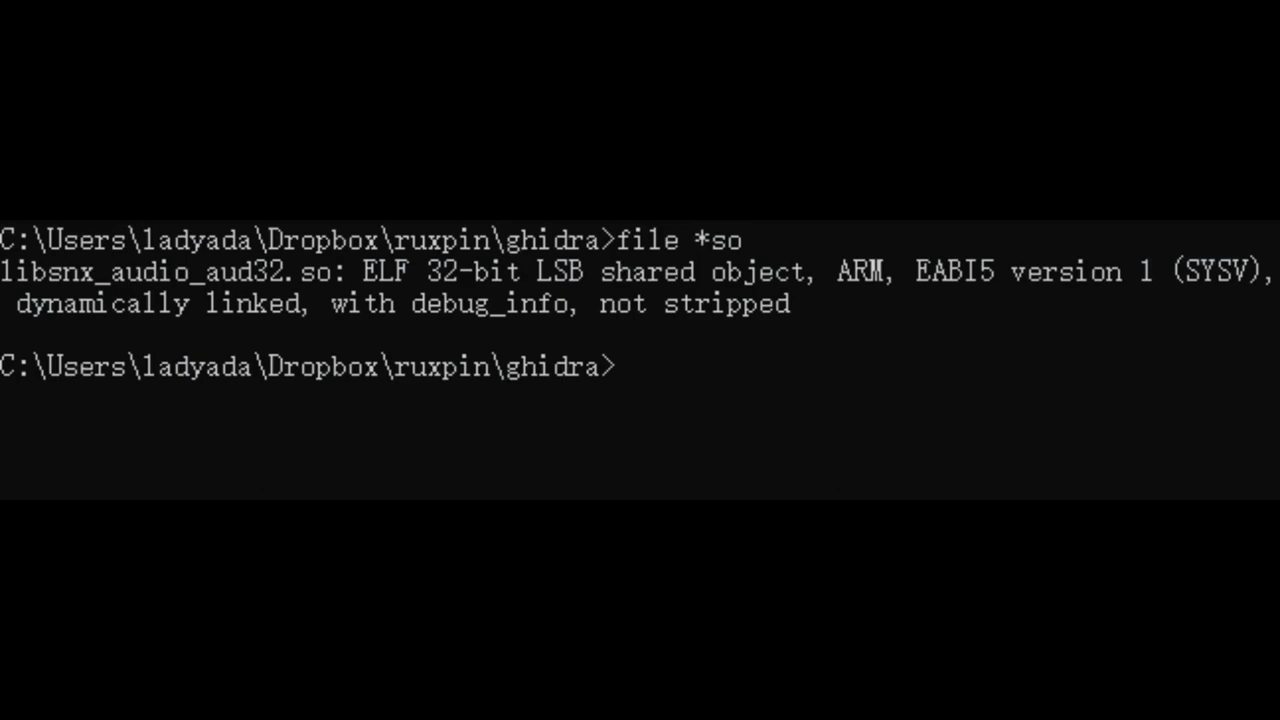 C:\Users\ladyada\Dropbox\ruxpin\ghidra>file *so
libsnx_audio_aud32.so: ELF 32-bit LSB shared object, ARM, EABI5 version 1 (SYSV),
dynamically linked, with debug_info, not stripped
C:\Users\ladyada\Dropbox\ruxpin\ghidra>